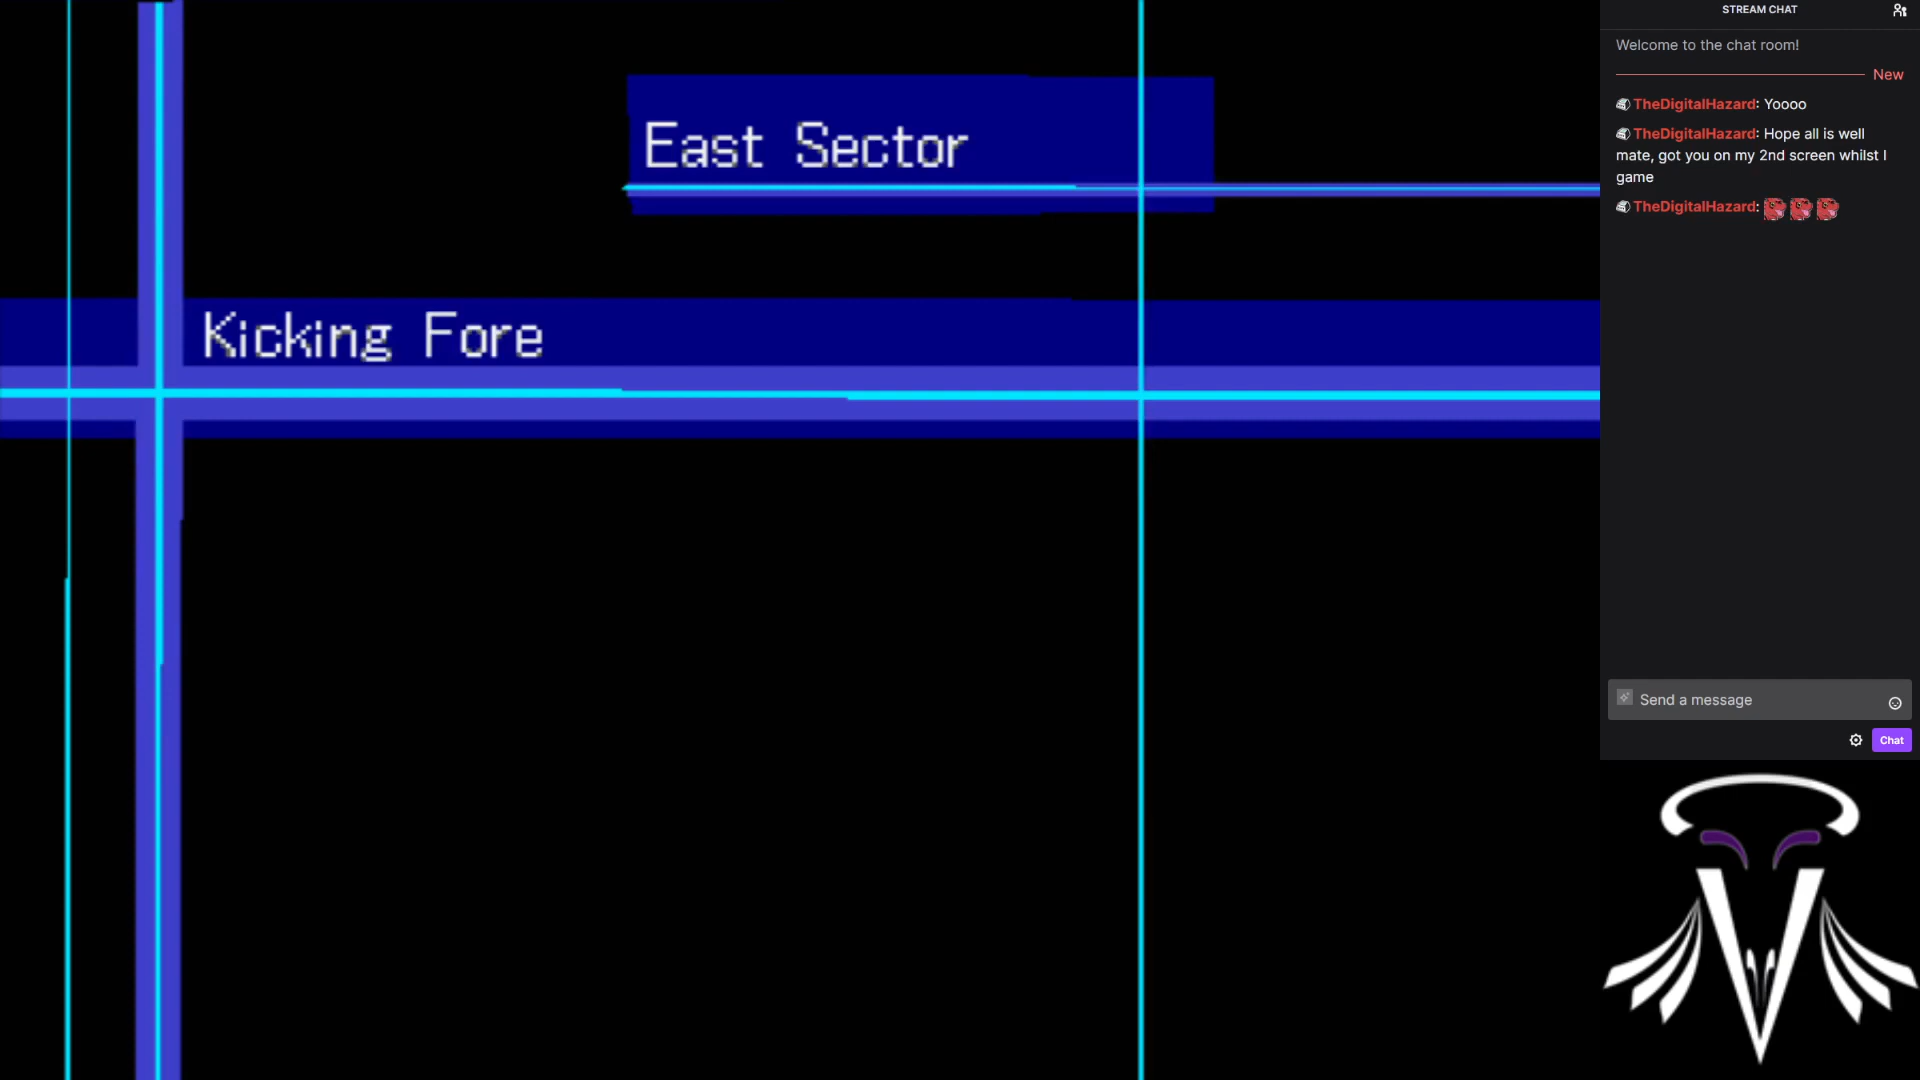 East Sector
Kicking Fore
STREAM CHAT
Welcome to the chat room!
New
TheDigitalHazard: Yoooo
TheDigitalHazard: Hope all is well
mate, got you on my 2nd screen whilst I
game
TheDigitalHazard:
Send a message
Chat